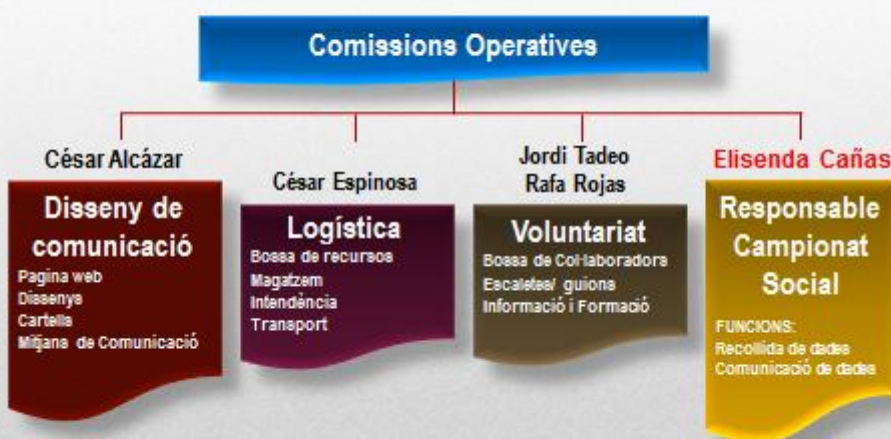 Comissions Operatives
César Alcázar
Disseny de
comunicació
Pagina web
Dissenys
Cartells
Mitjans de Comunicació
César Espinosa
Logística
Bossa de recursos
Magatzem
Intendència
Transport
Jordi Tadeo
Rafa Rojas
Voluntariat
Bossa de Col·laboradors
Escaletes/ guions
Informació i Formació
Elisenda Cañas
Responsable
Campionat
Social
FUNCIONS:
Recollida de dades
Comunicació de dades